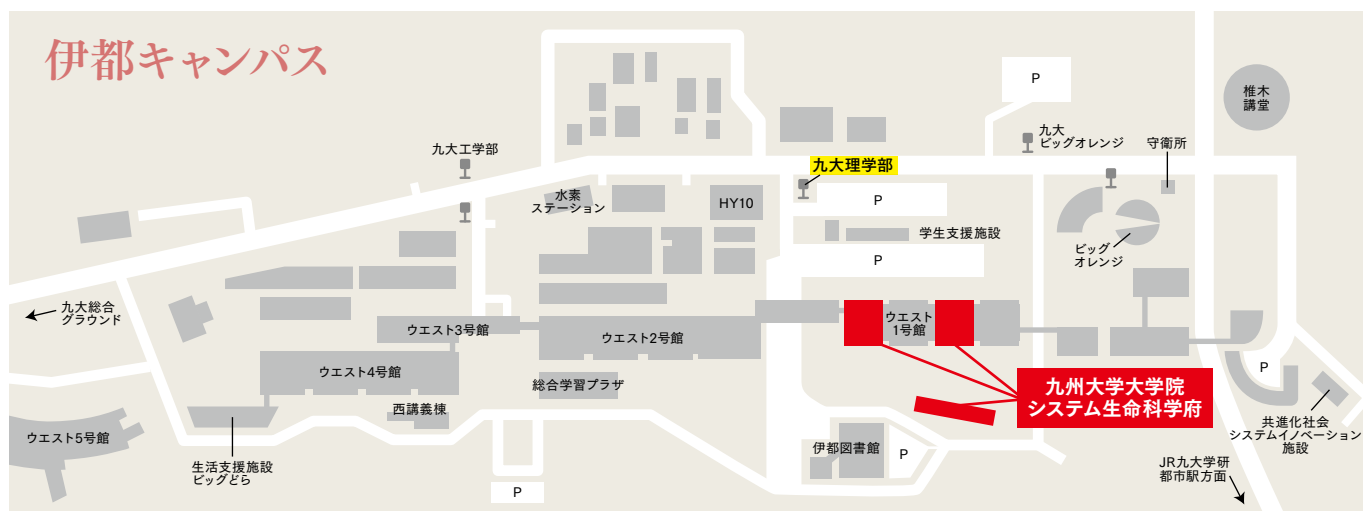 伊都キャンパス
P
椎木
講堂
九大
ビッグオレンジ
守衛所
九大工学部
九大理学部
水素
ステーション
HY10
P
学生支援施設
ビッグ
オレンジ
P
九大総合
グラウンド
ウエスト3号館
ウエスト2号館
ウエスト
1号館
ウエスト4号館
総合学習プラザ
九州大学大学院
システム生命科学府
P
西講義棟
共進化社会
システムイノベーション
施設
ウエスト5号館
伊都図書館
P
生活支援施設
ビッグどら
P
JR九大学研
都市駅方面